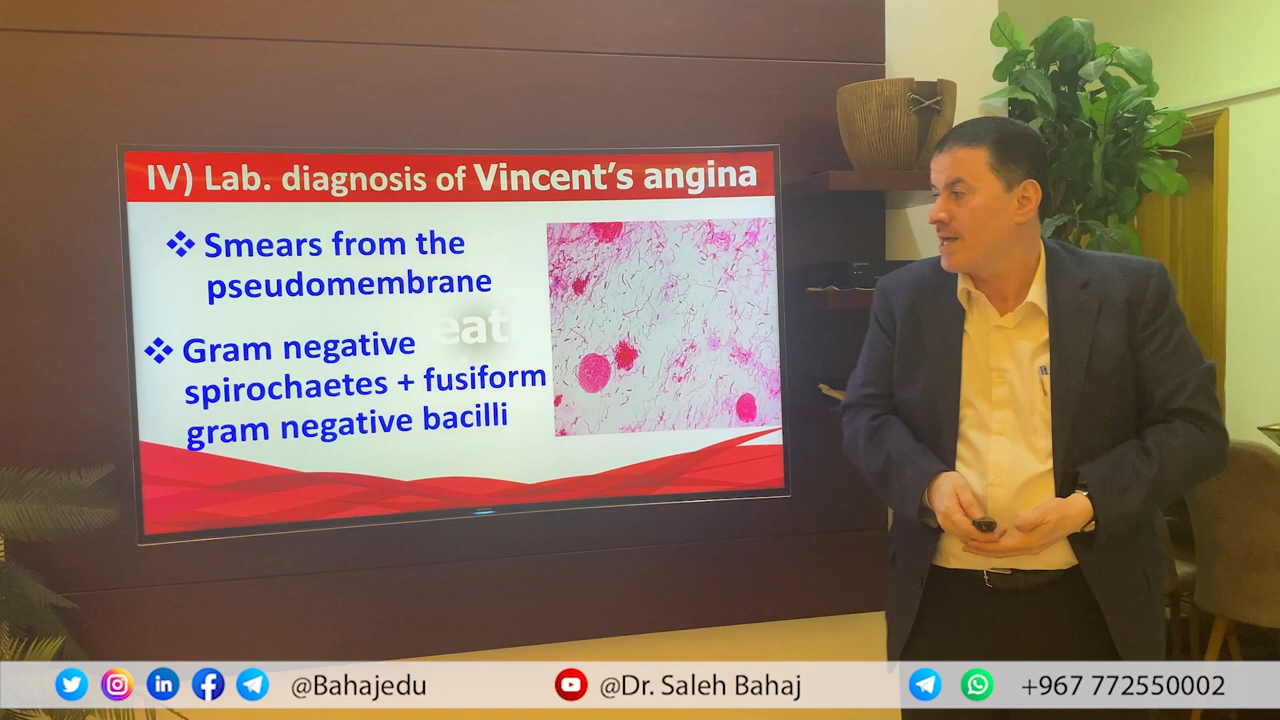 IV) Lab. diagnosis of Vincent's angina
❖ Smears from the
pseudomembrane
❖ Gram negative
spirochaetes + fusiform
gram negative bacilli
@Bahajedu
@Dr. Saleh Bahaj
+967 772550002